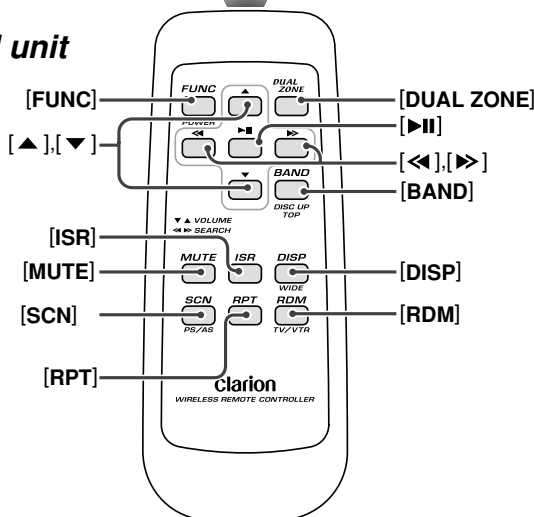 unit
[FUNC]
[▲],[▼]
[ISR]
[MUTE]
[SCN]
[RPT]
[DUAL ZONE]
[►II]
[◄◄],[►►]
[BAND]
[DISP]
[RDM]
FUNC
POWER
▲
DUAL
ZONE
◄◄
►II
►►
▼
BAND
DISC UP
TOP
▼ ▲ VOLUME
◄◄ ►► SEARCH
MUTE
ISR
DISP
WIDE
SCN
PS/AS
RPT
RDM
TV/VTR
clarion
WIRELESS REMOTE CONTROLLER